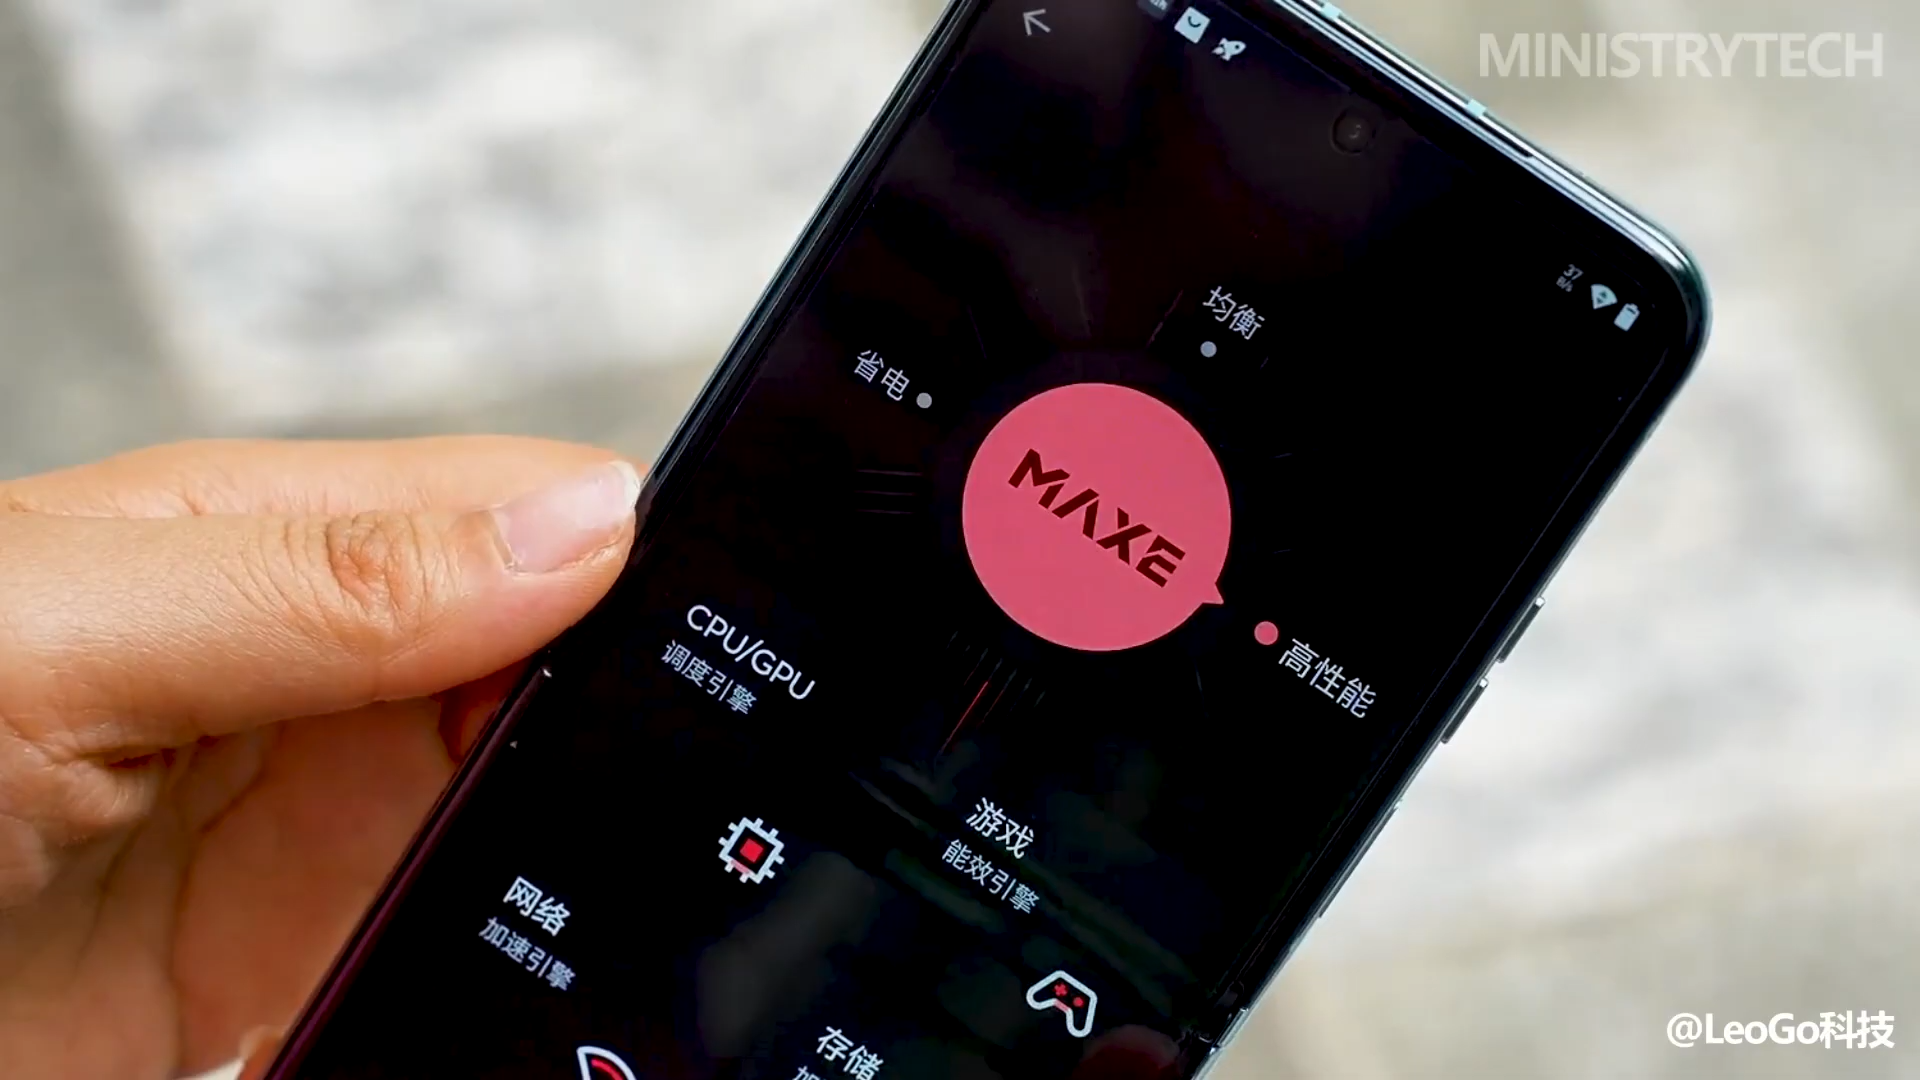 MINISTRYTECH
37
B/s
均衡
省电
MAXE
高性能
CPU/GPU
调度引擎
游戏
能效引擎
网络
加速引擎
存储
@LeoGo科技